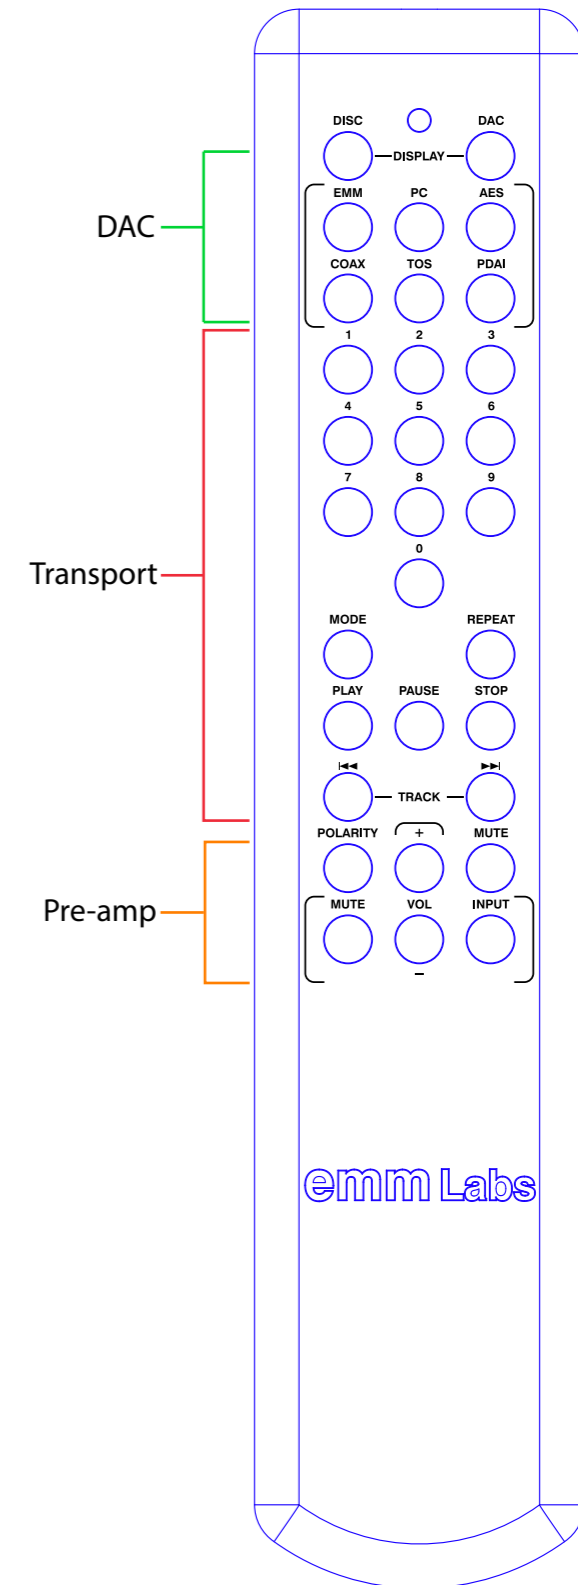 DISC DAC
DISPLAY
EMM PC AES
COAX TOS PDAI
1 2 3
4 5 6
7 8 9
0
MODE REPEAT
PLAY PAUSE STOP
TRACK
POLARITY + MUTE
MUTE VOL INPUT
–
DAC
Transport
Pre-amp
emm Labs